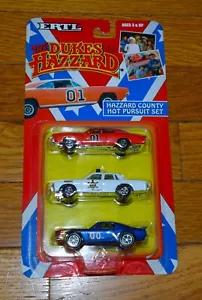 ERTL
AGES 3 & UP
THE
DUKES
OF
HAZZARD
01
HAZZARD COUNTY
HOT PURSUIT SET
01
00